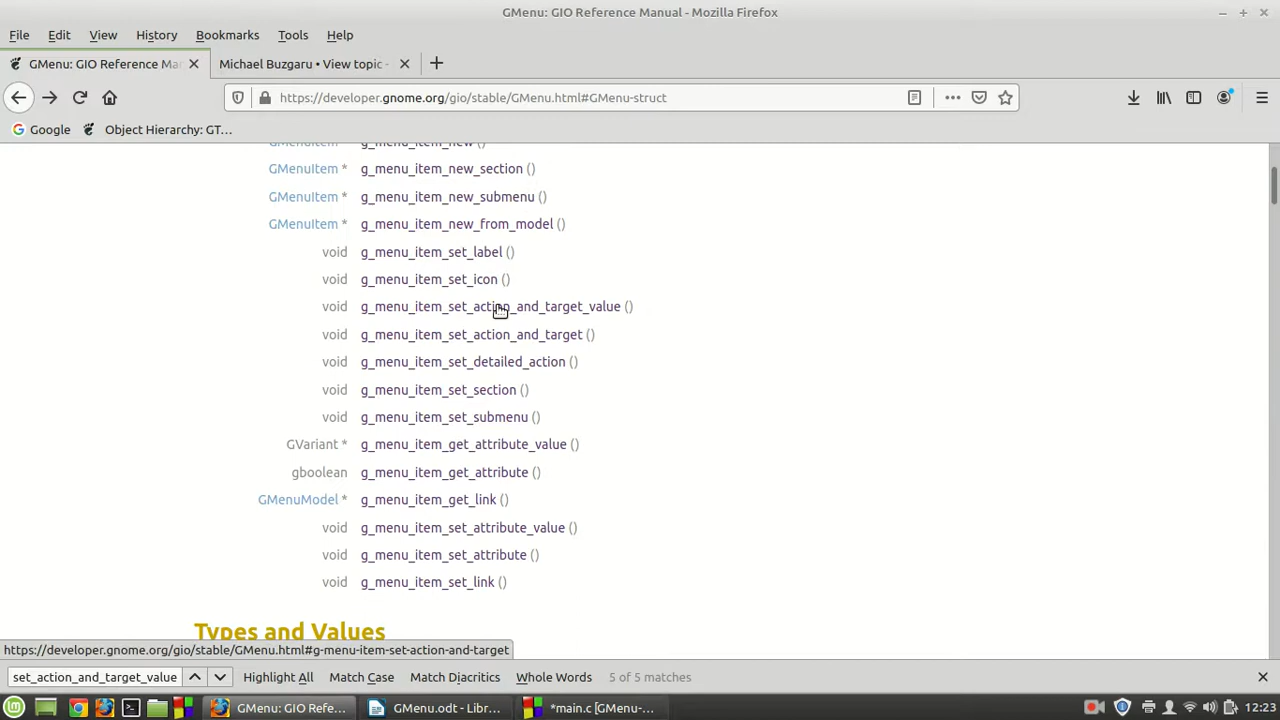 GMenu: GIO Reference Manual - Mozilla Firefox
File Edit View History Bookmarks Tools Help
GMenu: GIO Reference Mar
Michael Buzgaru • View topic -
https://developer.gnome.org/gio/stable/GMenu.html#GMenu-struct
Google Object Hierarchy: GT...
GMenuItem * g_menu_item_new ()
GMenuItem * g_menu_item_new_section ()
GMenuItem * g_menu_item_new_submenu ()
GMenuItem * g_menu_item_new_from_model ()
void g_menu_item_set_label ()
void g_menu_item_set_icon ()
void g_menu_item_set_action_and_target_value ()
void g_menu_item_set_action_and_target ()
void g_menu_item_set_detailed_action ()
void g_menu_item_set_section ()
void g_menu_item_set_submenu ()
GVariant * g_menu_item_get_attribute_value ()
gboolean g_menu_item_get_attribute ()
GMenuModel * g_menu_item_get_link ()
void g_menu_item_set_attribute_value ()
void g_menu_item_set_attribute ()
void g_menu_item_set_link ()
Types and Values
https://developer.gnome.org/gio/stable/GMenu.html#g-menu-item-set-action-and-target
set_action_and_target_value Highlight All Match Case Match Diacritics Whole Words 5 of 5 matches
GMenu: GIO Refe... GMenu.odt - Libr... *main.c [GMenu-... 12:23